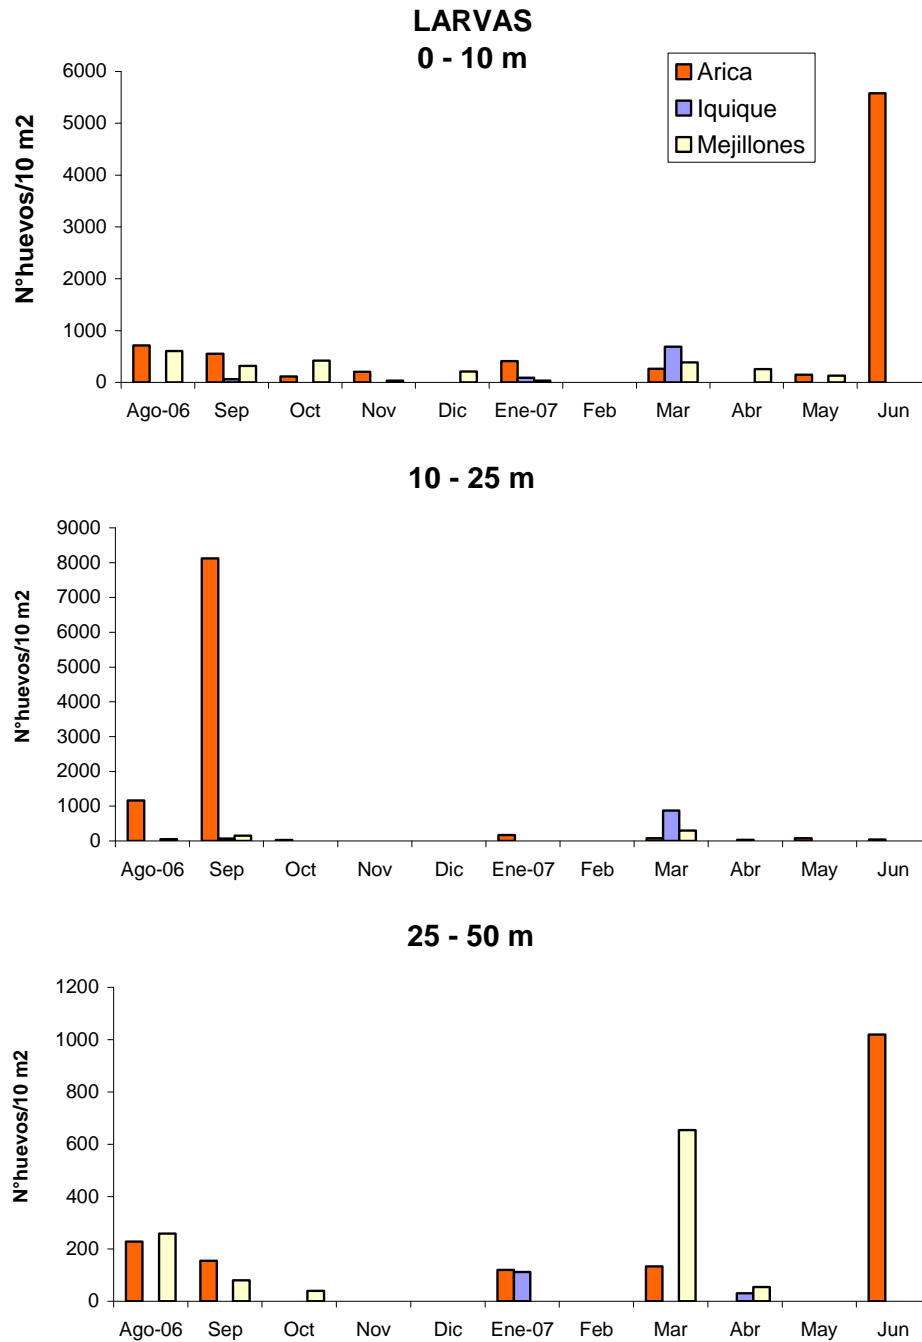 LARVAS
0 - 10 m
Arica
Iquique
Mejillones
N°huevos/10 m2
6000
5000
4000
3000
2000
1000
0
Ago-06 Sep Oct Nov Dic Ene-07 Feb Mar Abr May Jun
10 - 25 m
N°huevos/10 m2
9000
8000
7000
6000
5000
4000
3000
2000
1000
0
Ago-06 Sep Oct Nov Dic Ene-07 Feb Mar Abr May Jun
25 - 50 m
N°huevos/10 m2
1200
1000
800
600
400
200
0
Ago-06 Sep Oct Nov Dic Ene-07 Feb Mar Abr May Jun